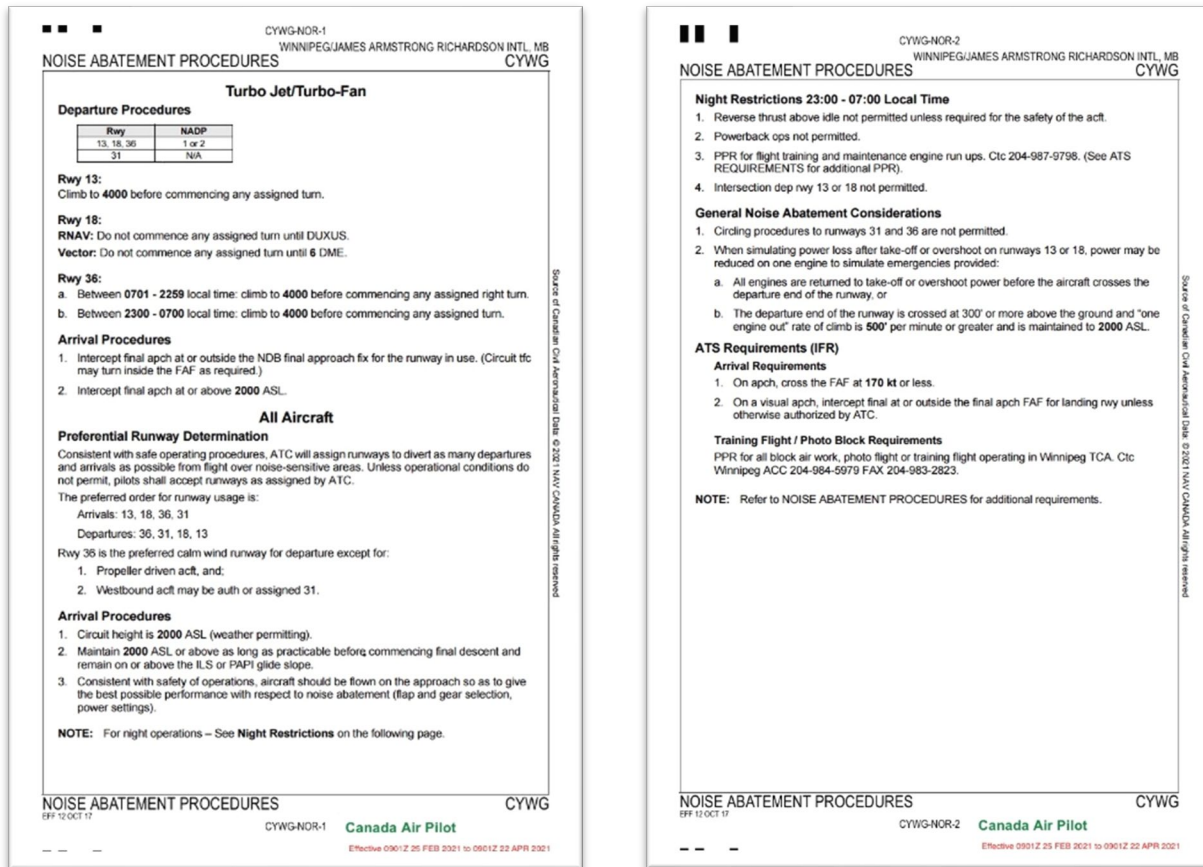 CYWG-NOR-1
WINNIPEG/JAMES ARMSTRONG RICHARDSON INTL, MB
NOISE ABATEMENT PROCEDURES CYWG
Turbo Jet/Turbo-Fan
Departure Procedures
Rwy NADP
13, 18, 36 1 or 2
31 N/A
Rwy 13:
Climb to 4000 before commencing any assigned turn.
Rwy 18:
RNAV: Do not commence any assigned turn until DUXUS.
Vector: Do not commence any assigned turn until 6 DME.
Rwy 36:
a. Between 0701 - 2259 local time: climb to 4000 before commencing any assigned right turn.
b. Between 2300 - 0700 local time: climb to 4000 before commencing any assigned turn.
Arrival Procedures
1. Intercept final apch at or outside the NDB final approach fix for the runway in use. (Circuit tfc
may turn inside the FAF as required.)
2. Intercept final apch at or above 2000 ASL.
All Aircraft
Preferential Runway Determination
Consistent with safe operating procedures, ATC will assign runways to divert as many departures
and arrivals as possible from flight over noise-sensitive areas. Unless operational conditions do
not permit, pilots shall accept runways as assigned by ATC.
The preferred order for runway usage is:
Arrivals: 13, 18, 36, 31
Departures: 36, 31, 18, 13
Rwy 36 is the preferred calm wind runway for departure except for:
1. Propeller driven acft, and;
2. Westbound acft may be auth or assigned 31.
Arrival Procedures
1. Circuit height is 2000 ASL (weather permitting).
2. Maintain 2000 ASL or above as long as practicable before commencing final descent and
remain on or above the ILS or PAPI glide slope.
3. Consistent with safety of operations, aircraft should be flown on the approach so as to give
the best possible performance with respect to noise abatement (flap and gear selection,
power settings).
NOTE: For night operations – See Night Restrictions on the following page.
Source of Canadian Civil Aeronautical Data: © 2021 NAV CANADA All rights reserved
NOISE ABATEMENT PROCEDURES CYWG
EFF 12 OCT 17
CYWG-NOR-1 Canada Air Pilot
Effective 0901Z 25 FEB 2021 to 0901Z 22 APR 2021
CYWG-NOR-2
WINNIPEG/JAMES ARMSTRONG RICHARDSON INTL, MB
NOISE ABATEMENT PROCEDURES CYWG
Night Restrictions 23:00 - 07:00 Local Time
1. Reverse thrust above idle not permitted unless required for the safety of the acft.
2. Powerback ops not permitted.
3. PPR for flight training and maintenance engine run ups. Ctc 204-987-9798. (See ATS
REQUIREMENTS for additional PPR).
4. Intersection dep rwy 13 or 18 not permitted.
General Noise Abatement Considerations
1. Circling procedures to runways 31 and 36 are not permitted.
2. When simulating power loss after take-off or overshoot on runways 13 or 18, power may be
reduced on one engine to simulate emergencies provided:
a. All engines are returned to take-off or overshoot power before the aircraft crosses the
departure end of the runway, or
b. The departure end of the runway is crossed at 300' or more above the ground and "one
engine out" rate of climb is 500' per minute or greater and is maintained to 2000 ASL.
ATS Requirements (IFR)
Arrival Requirements
1. On apch, cross the FAF at 170 kt or less.
2. On a visual apch, intercept final at or outside the final apch FAF for landing rwy unless
otherwise authorized by ATC.
Training Flight / Photo Block Requirements
PPR for all block air work, photo flight or training flight operating in Winnipeg TCA. Ctc
Winnipeg ACC 204-984-5979 FAX 204-983-2823.
NOTE: Refer to NOISE ABATEMENT PROCEDURES for additional requirements.
Source of Canadian Civil Aeronautical Data: © 2021 NAV CANADA All rights reserved
NOISE ABATEMENT PROCEDURES CYWG
EFF 12 OCT 17
CYWG-NOR-2 Canada Air Pilot
Effective 0901Z 25 FEB 2021 to 0901Z 22 APR 2021